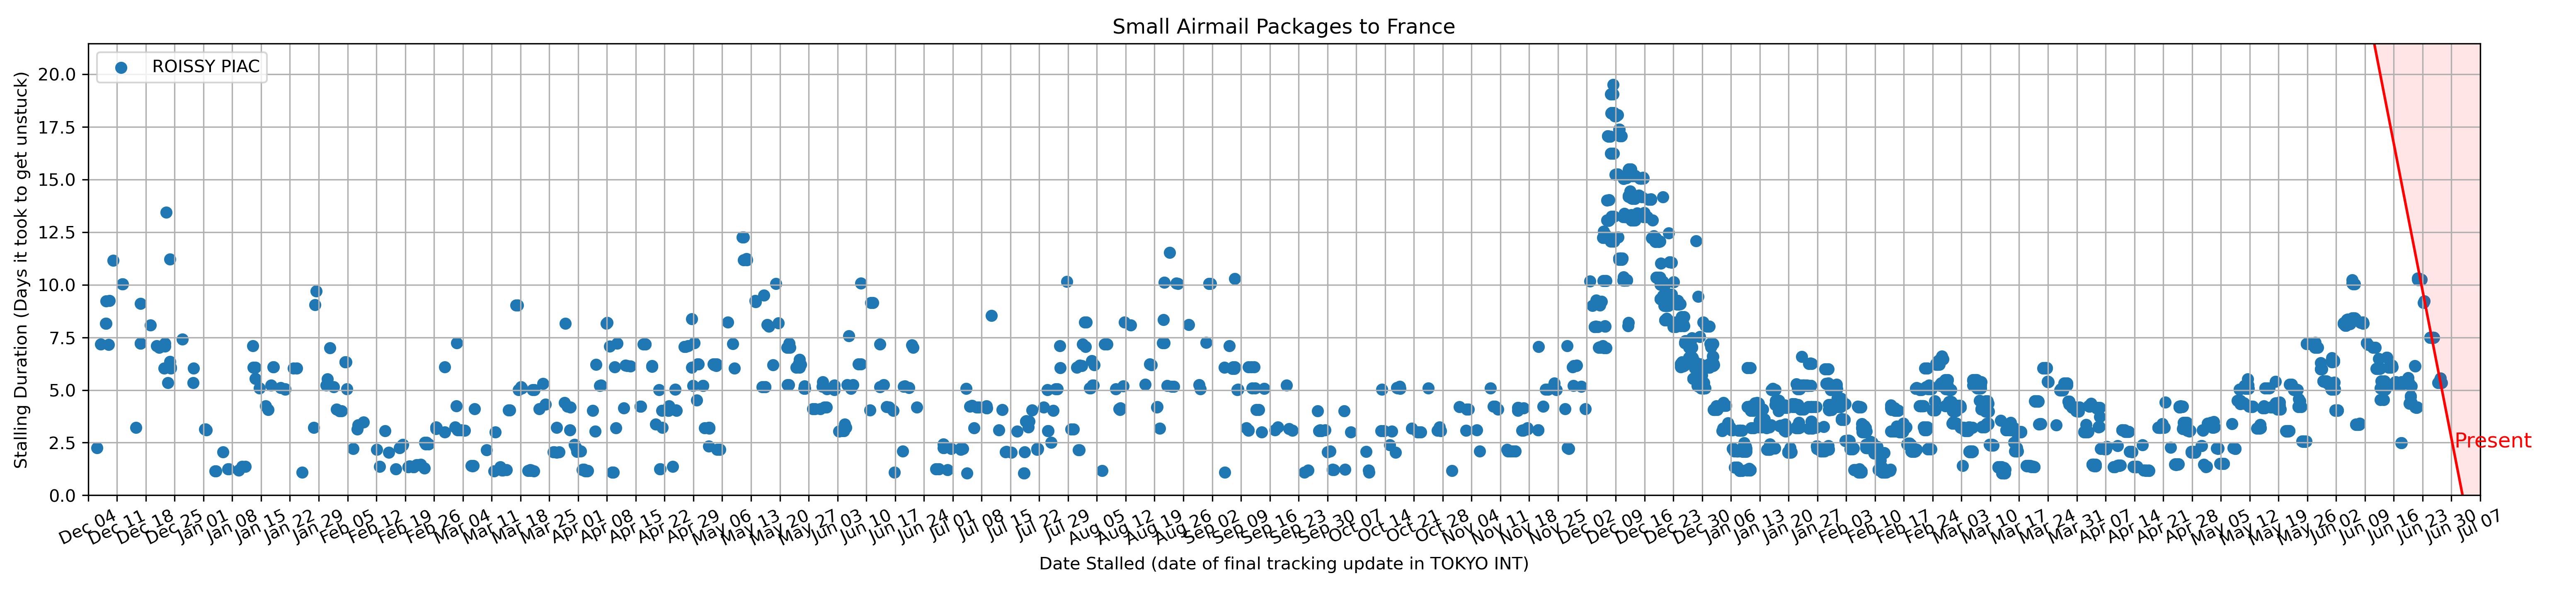 Small Airmail Packages to France
ROISSY PIAC
Stalling Duration (Days it took to get unstuck)
20.0
17.5
15.0
12.5
10.0
7.5
5.0
2.5
0.0
Present
Dec 04 Dec 11 Dec 18 Dec 25 Jan 01 Jan 08 Jan 15 Jan 22 Jan 29 Feb 05 Feb 12 Feb 19 Feb 26 Mar 04 Mar 11 Mar 18 Mar 25 Apr 01 Apr 08 Apr 15 Apr 22 Apr 29 May 06 May 13 May 20 May 27 Jun 03 Jun 10 Jun 17 Jun 24 Jul 01 Jul 08 Jul 15 Jul 22 Jul 29 Aug 05 Aug 12 Aug 19 Aug 26 Sep 02 Sep 09 Sep 16 Sep 23 Sep 30 Oct 07 Oct 14 Oct 21 Oct 28 Nov 04 Nov 11 Nov 18 Nov 25 Dec 02 Dec 09 Dec 16 Dec 23 Dec 30 Jan 06 Jan 13 Jan 20 Jan 27 Feb 03 Feb 10 Feb 17 Feb 24 Mar 03 Mar 10 Mar 17 Mar 24 Mar 31 Apr 07 Apr 14 Apr 21 Apr 28 May 05 May 12 May 19 May 26 Jun 02 Jun 09 Jun 16 Jun 23 Jun 30 Jul 07
Date Stalled (date of final tracking update in TOKYO INT)